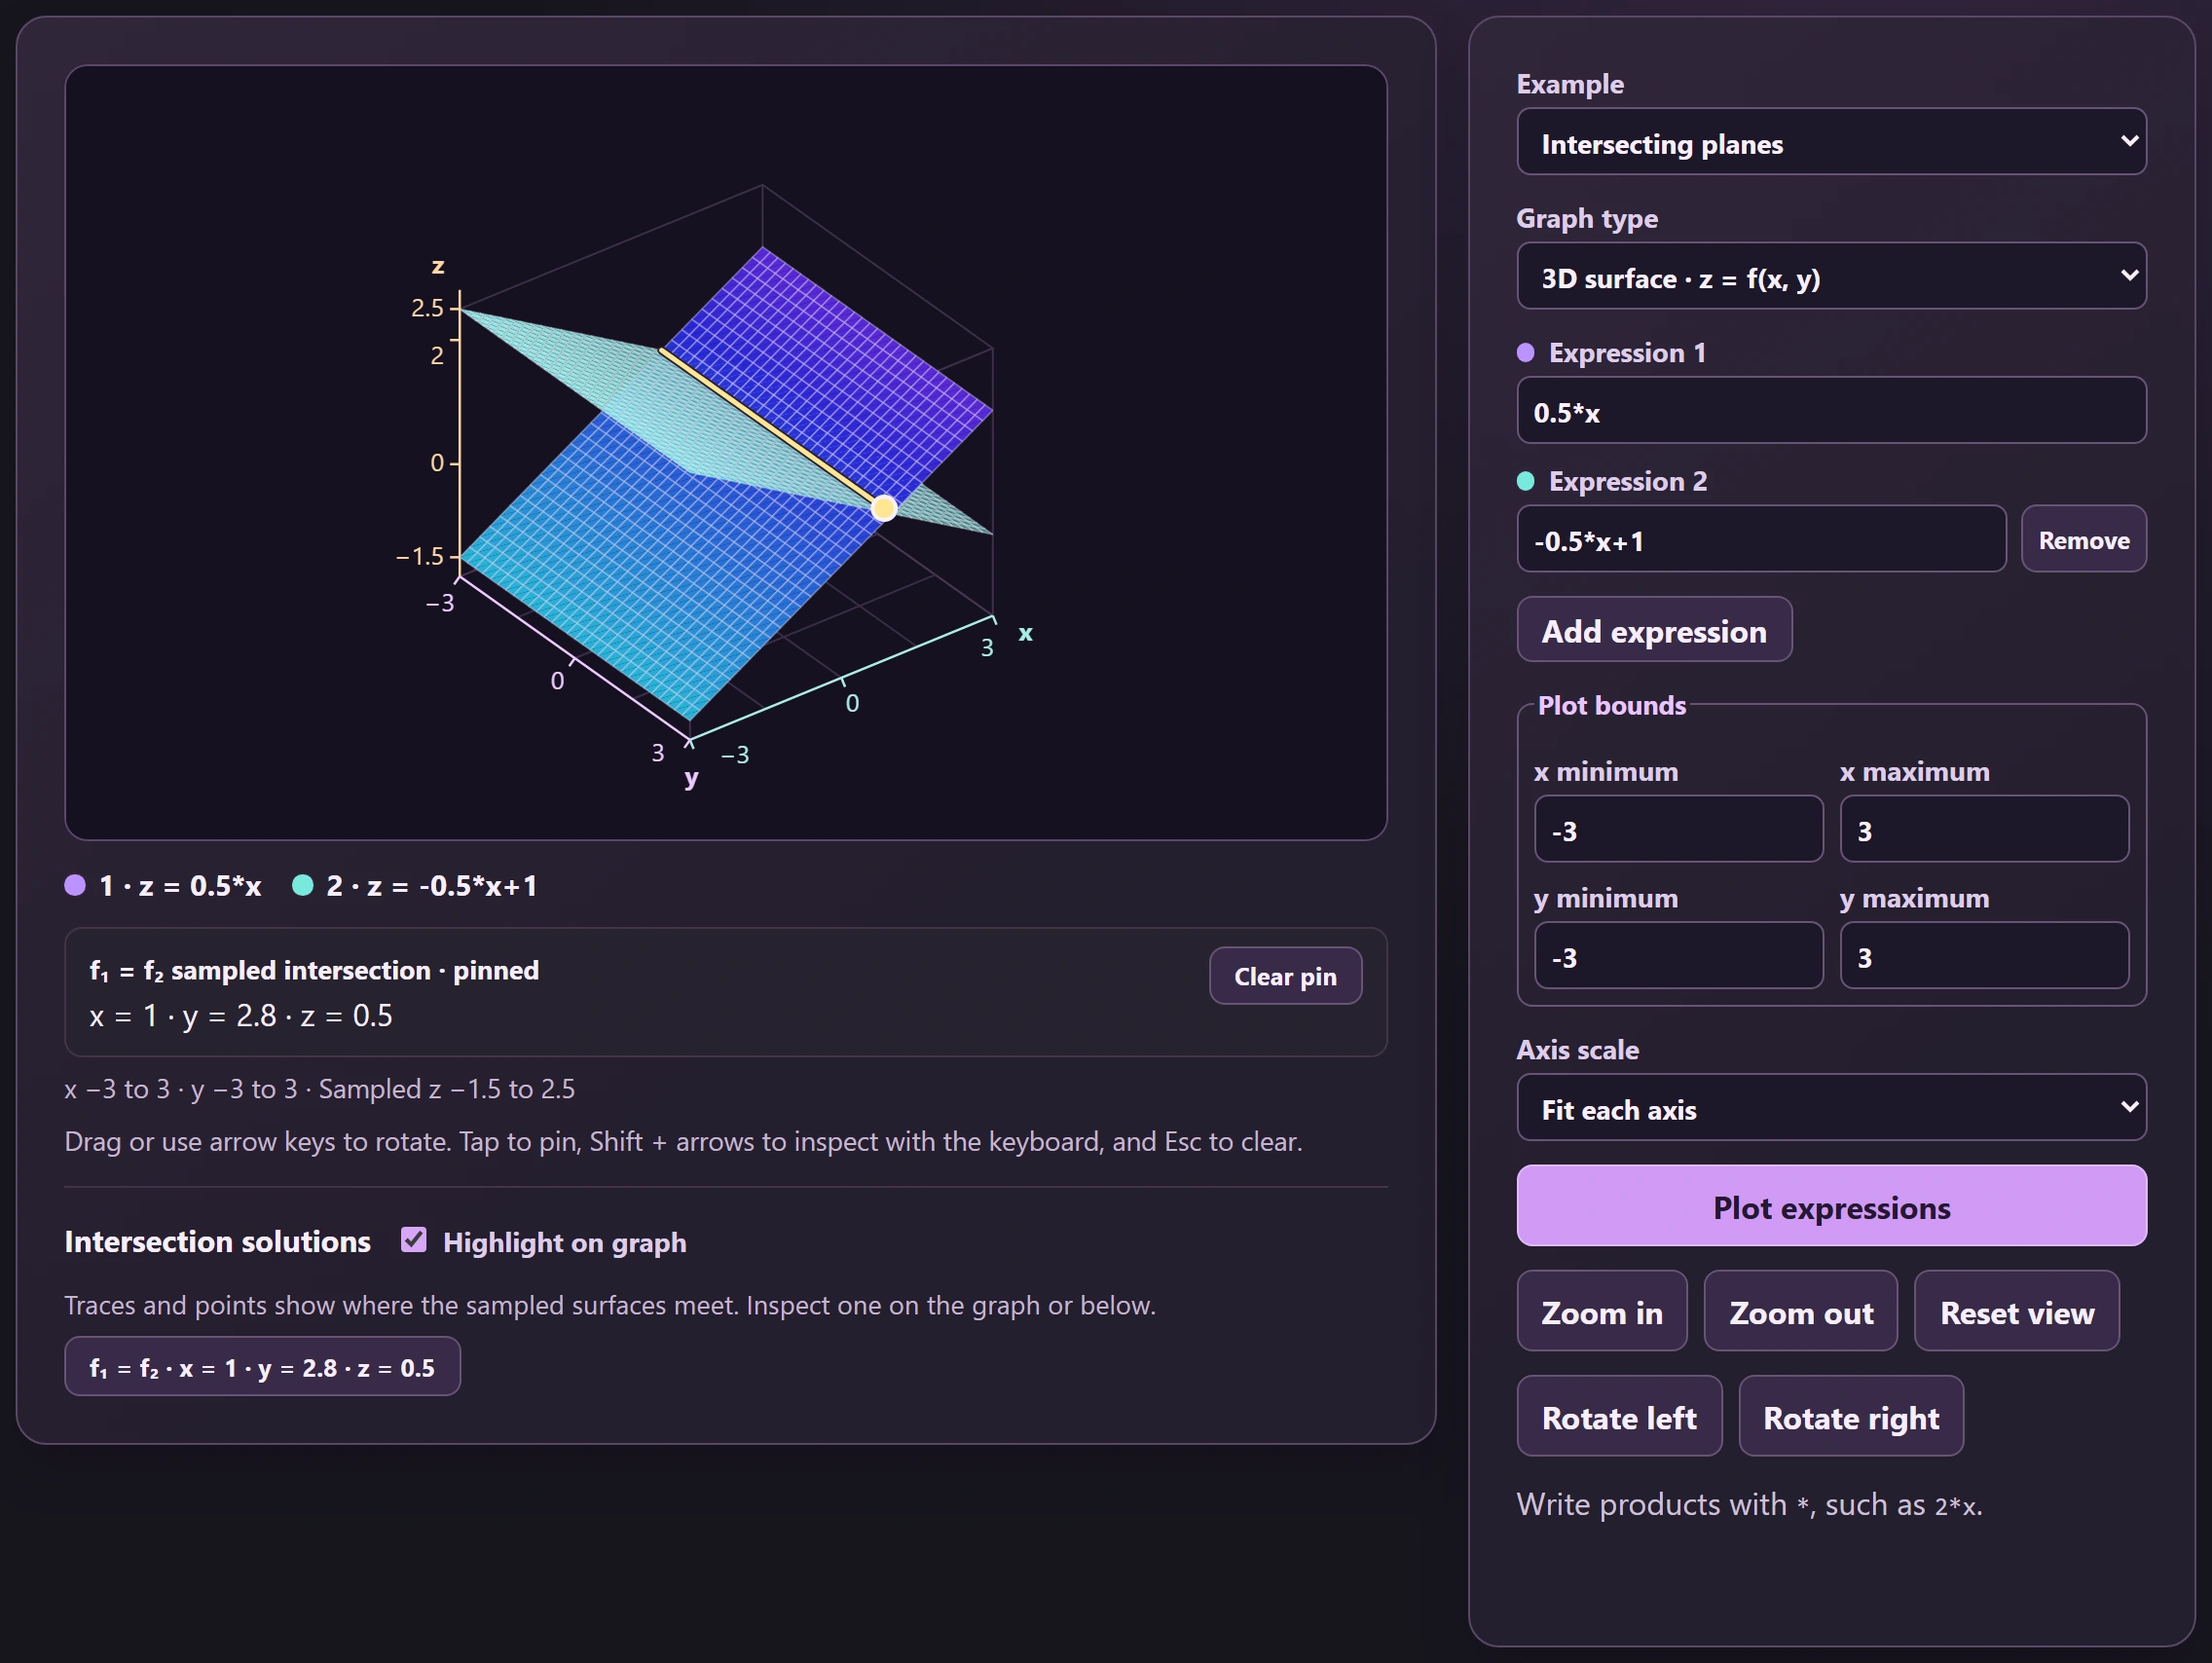 z
2.5
2
0
−1.5
−3
0
3
y
−3
0
3
x
1 · z = 0.5*x
2 · z = -0.5*x+1
f₁ = f₂ sampled intersection · pinned
x = 1 · y = 2.8 · z = 0.5
Clear pin
x −3 to 3 · y −3 to 3 · Sampled z −1.5 to 2.5
Drag or use arrow keys to rotate. Tap to pin, Shift + arrows to inspect with the keyboard, and Esc to clear.
Intersection solutions
Highlight on graph
Traces and points show where the sampled surfaces meet. Inspect one on the graph or below.
f₁ = f₂ · x = 1 · y = 2.8 · z = 0.5
Example
Intersecting planes
Graph type
3D surface · z = f(x, y)
Expression 1
0.5*x
Expression 2
-0.5*x+1
Remove
Add expression
Plot bounds
x minimum
x maximum
-3
3
y minimum
y maximum
-3
3
Axis scale
Fit each axis
Plot expressions
Zoom in
Zoom out
Reset view
Rotate left
Rotate right
Write products with *, such as 2*x.